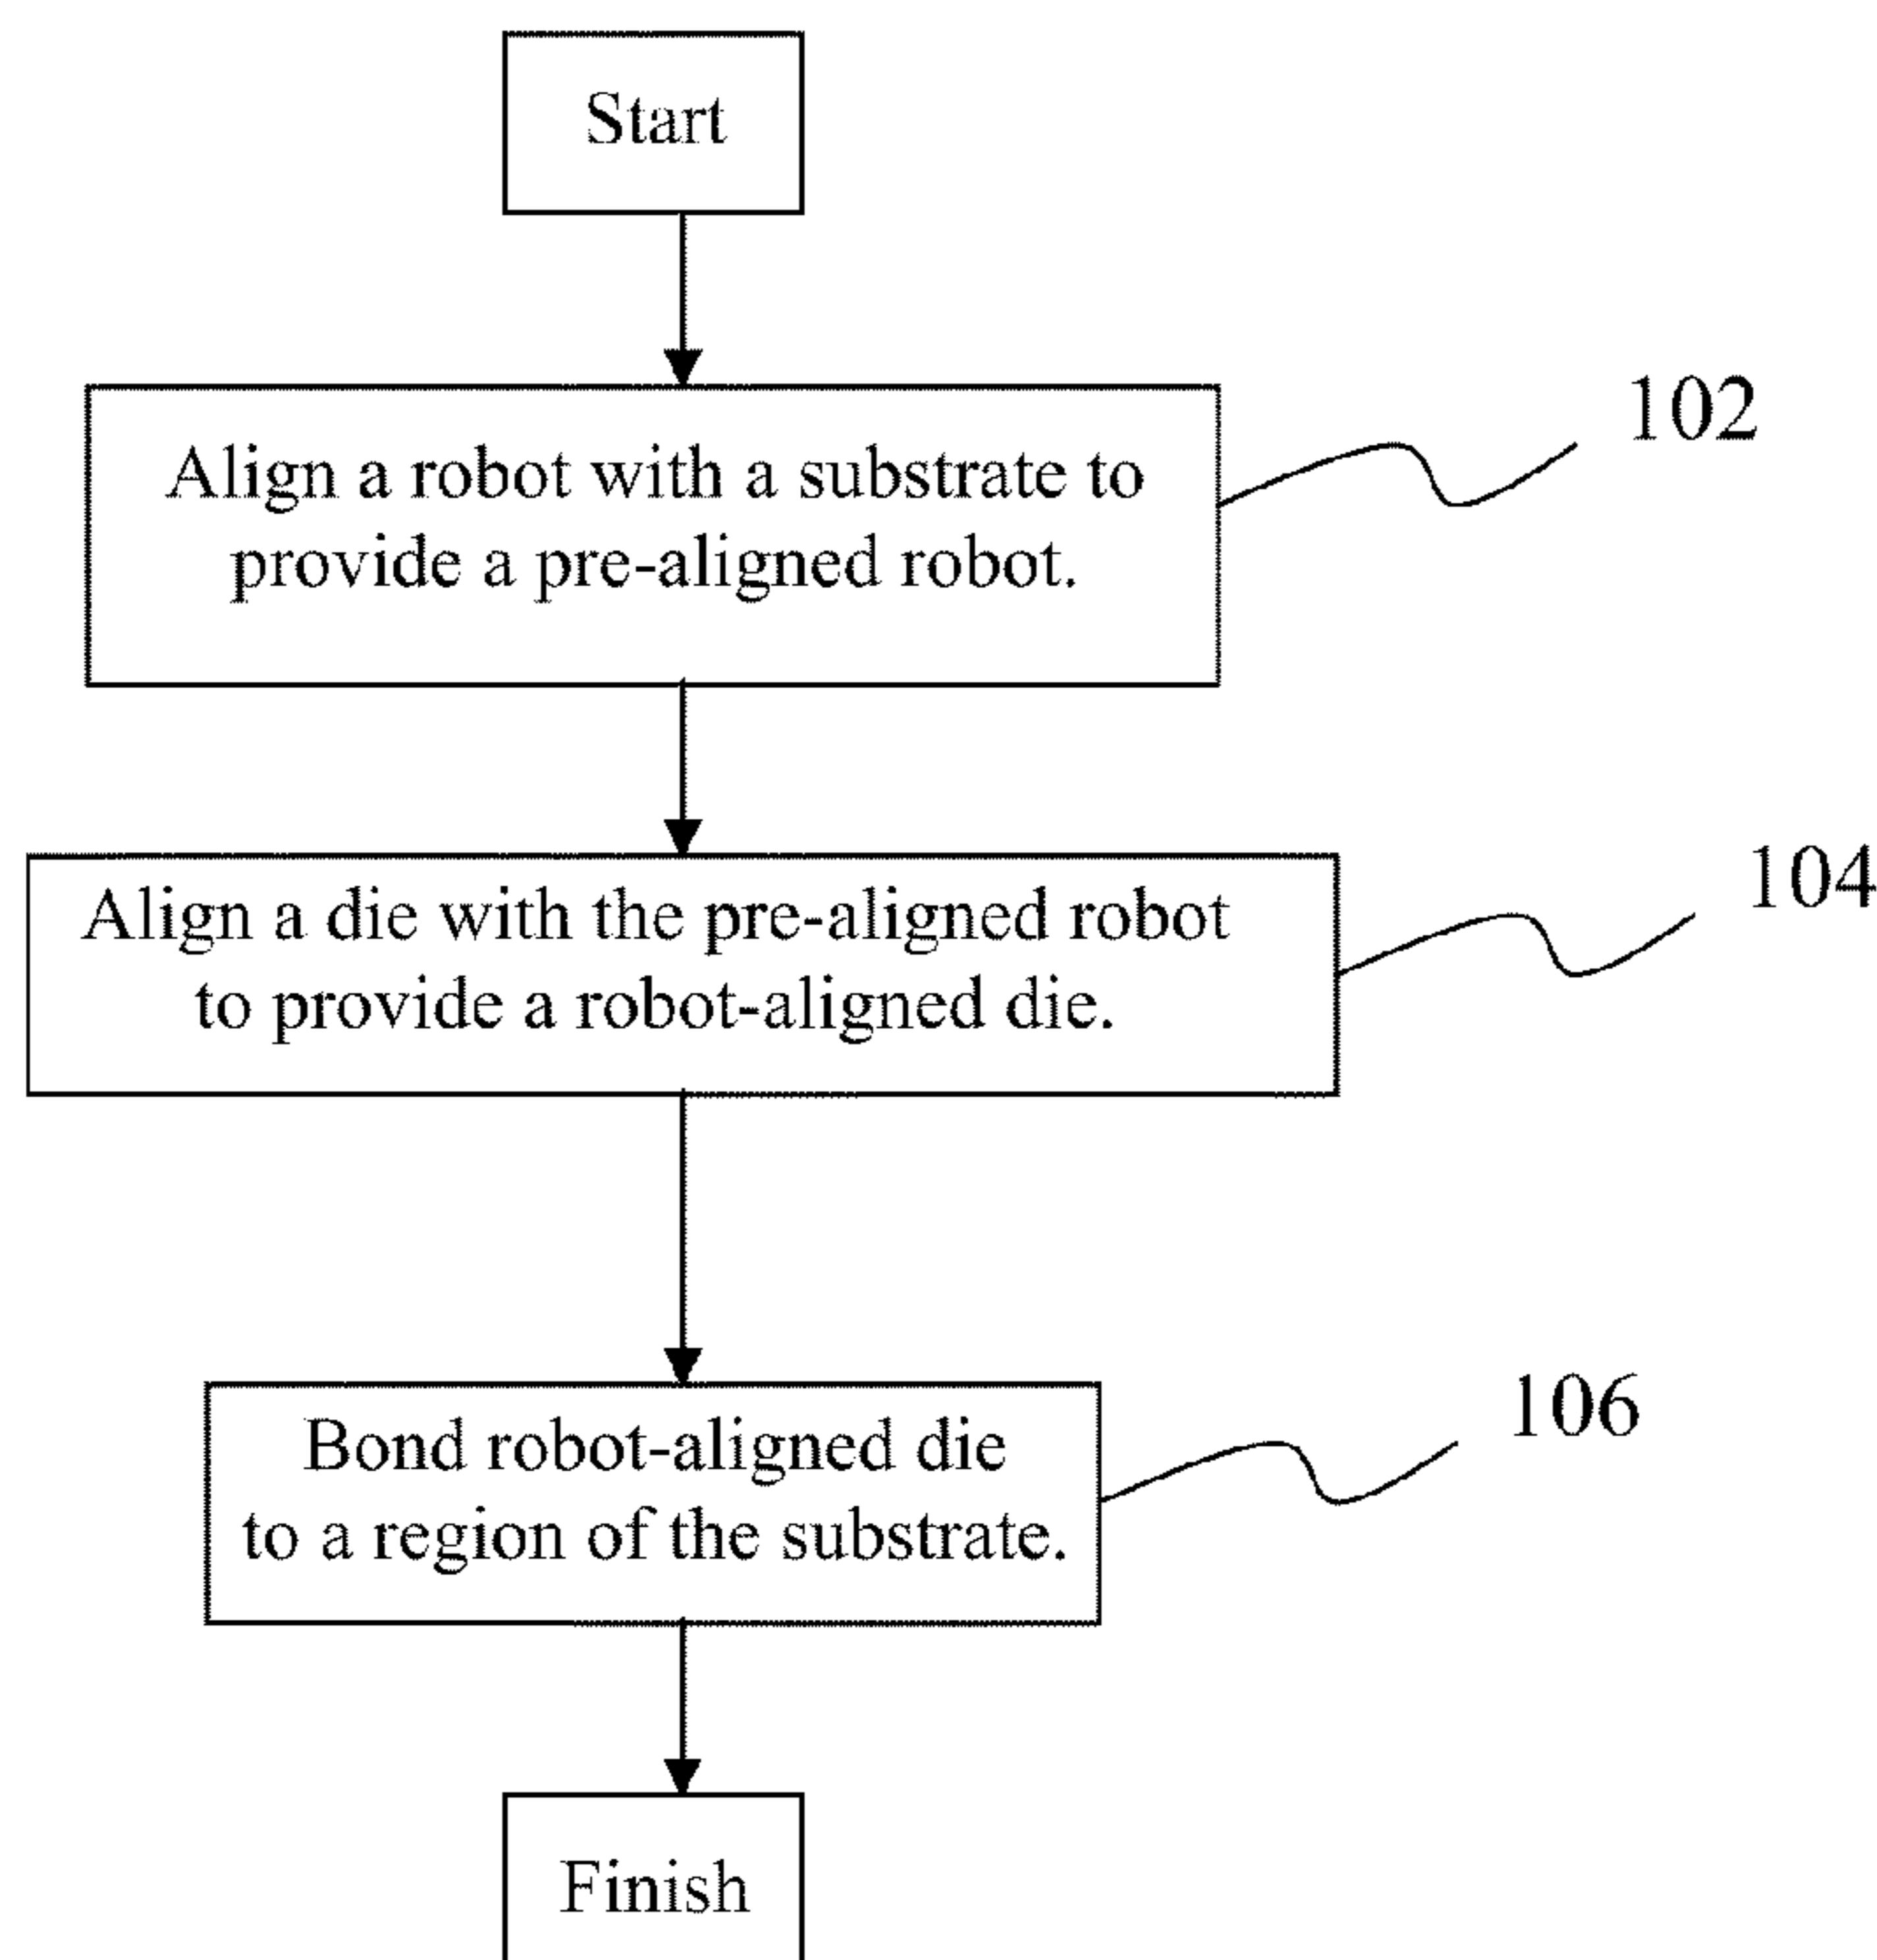 Start
Align a robot with a substrate to
provide a pre-aligned robot.
102
Align a die with the pre-aligned robot
to provide a robot-aligned die.
104
Bond robot-aligned die
to a region of the substrate.
106
Finish